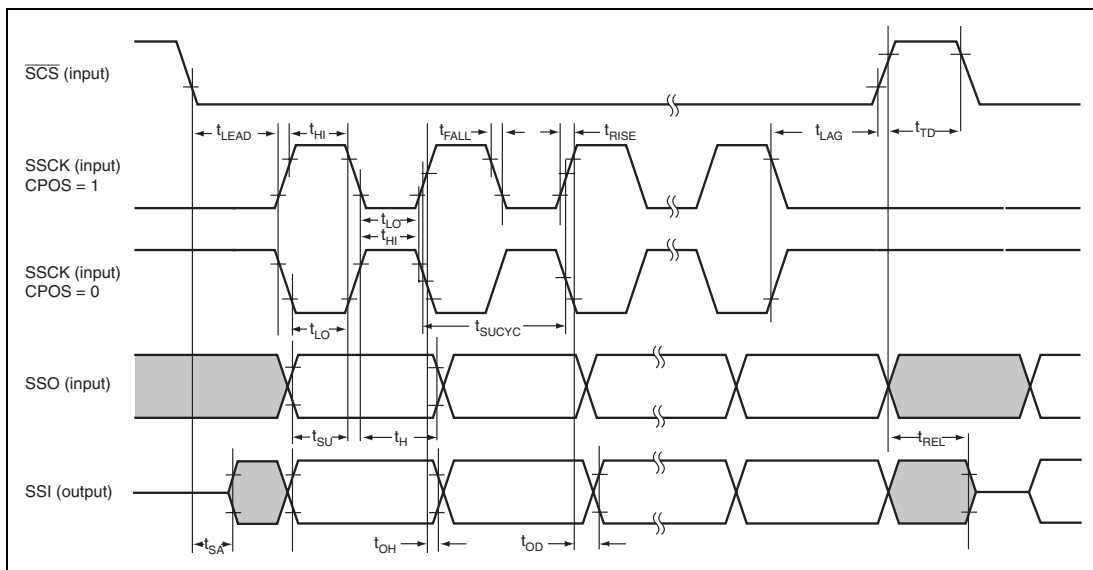 SCS (input)
tLEAD
tHI
tFALL
tRISE
tLAG
tTD
SSCK (input)
CPOS = 1
tLO
tHI
SSCK (input)
CPOS = 0
tLO
tSUCYC
SSO (input)
tSU
tH
tREL
SSI (output)
tSA
tOH
tOD